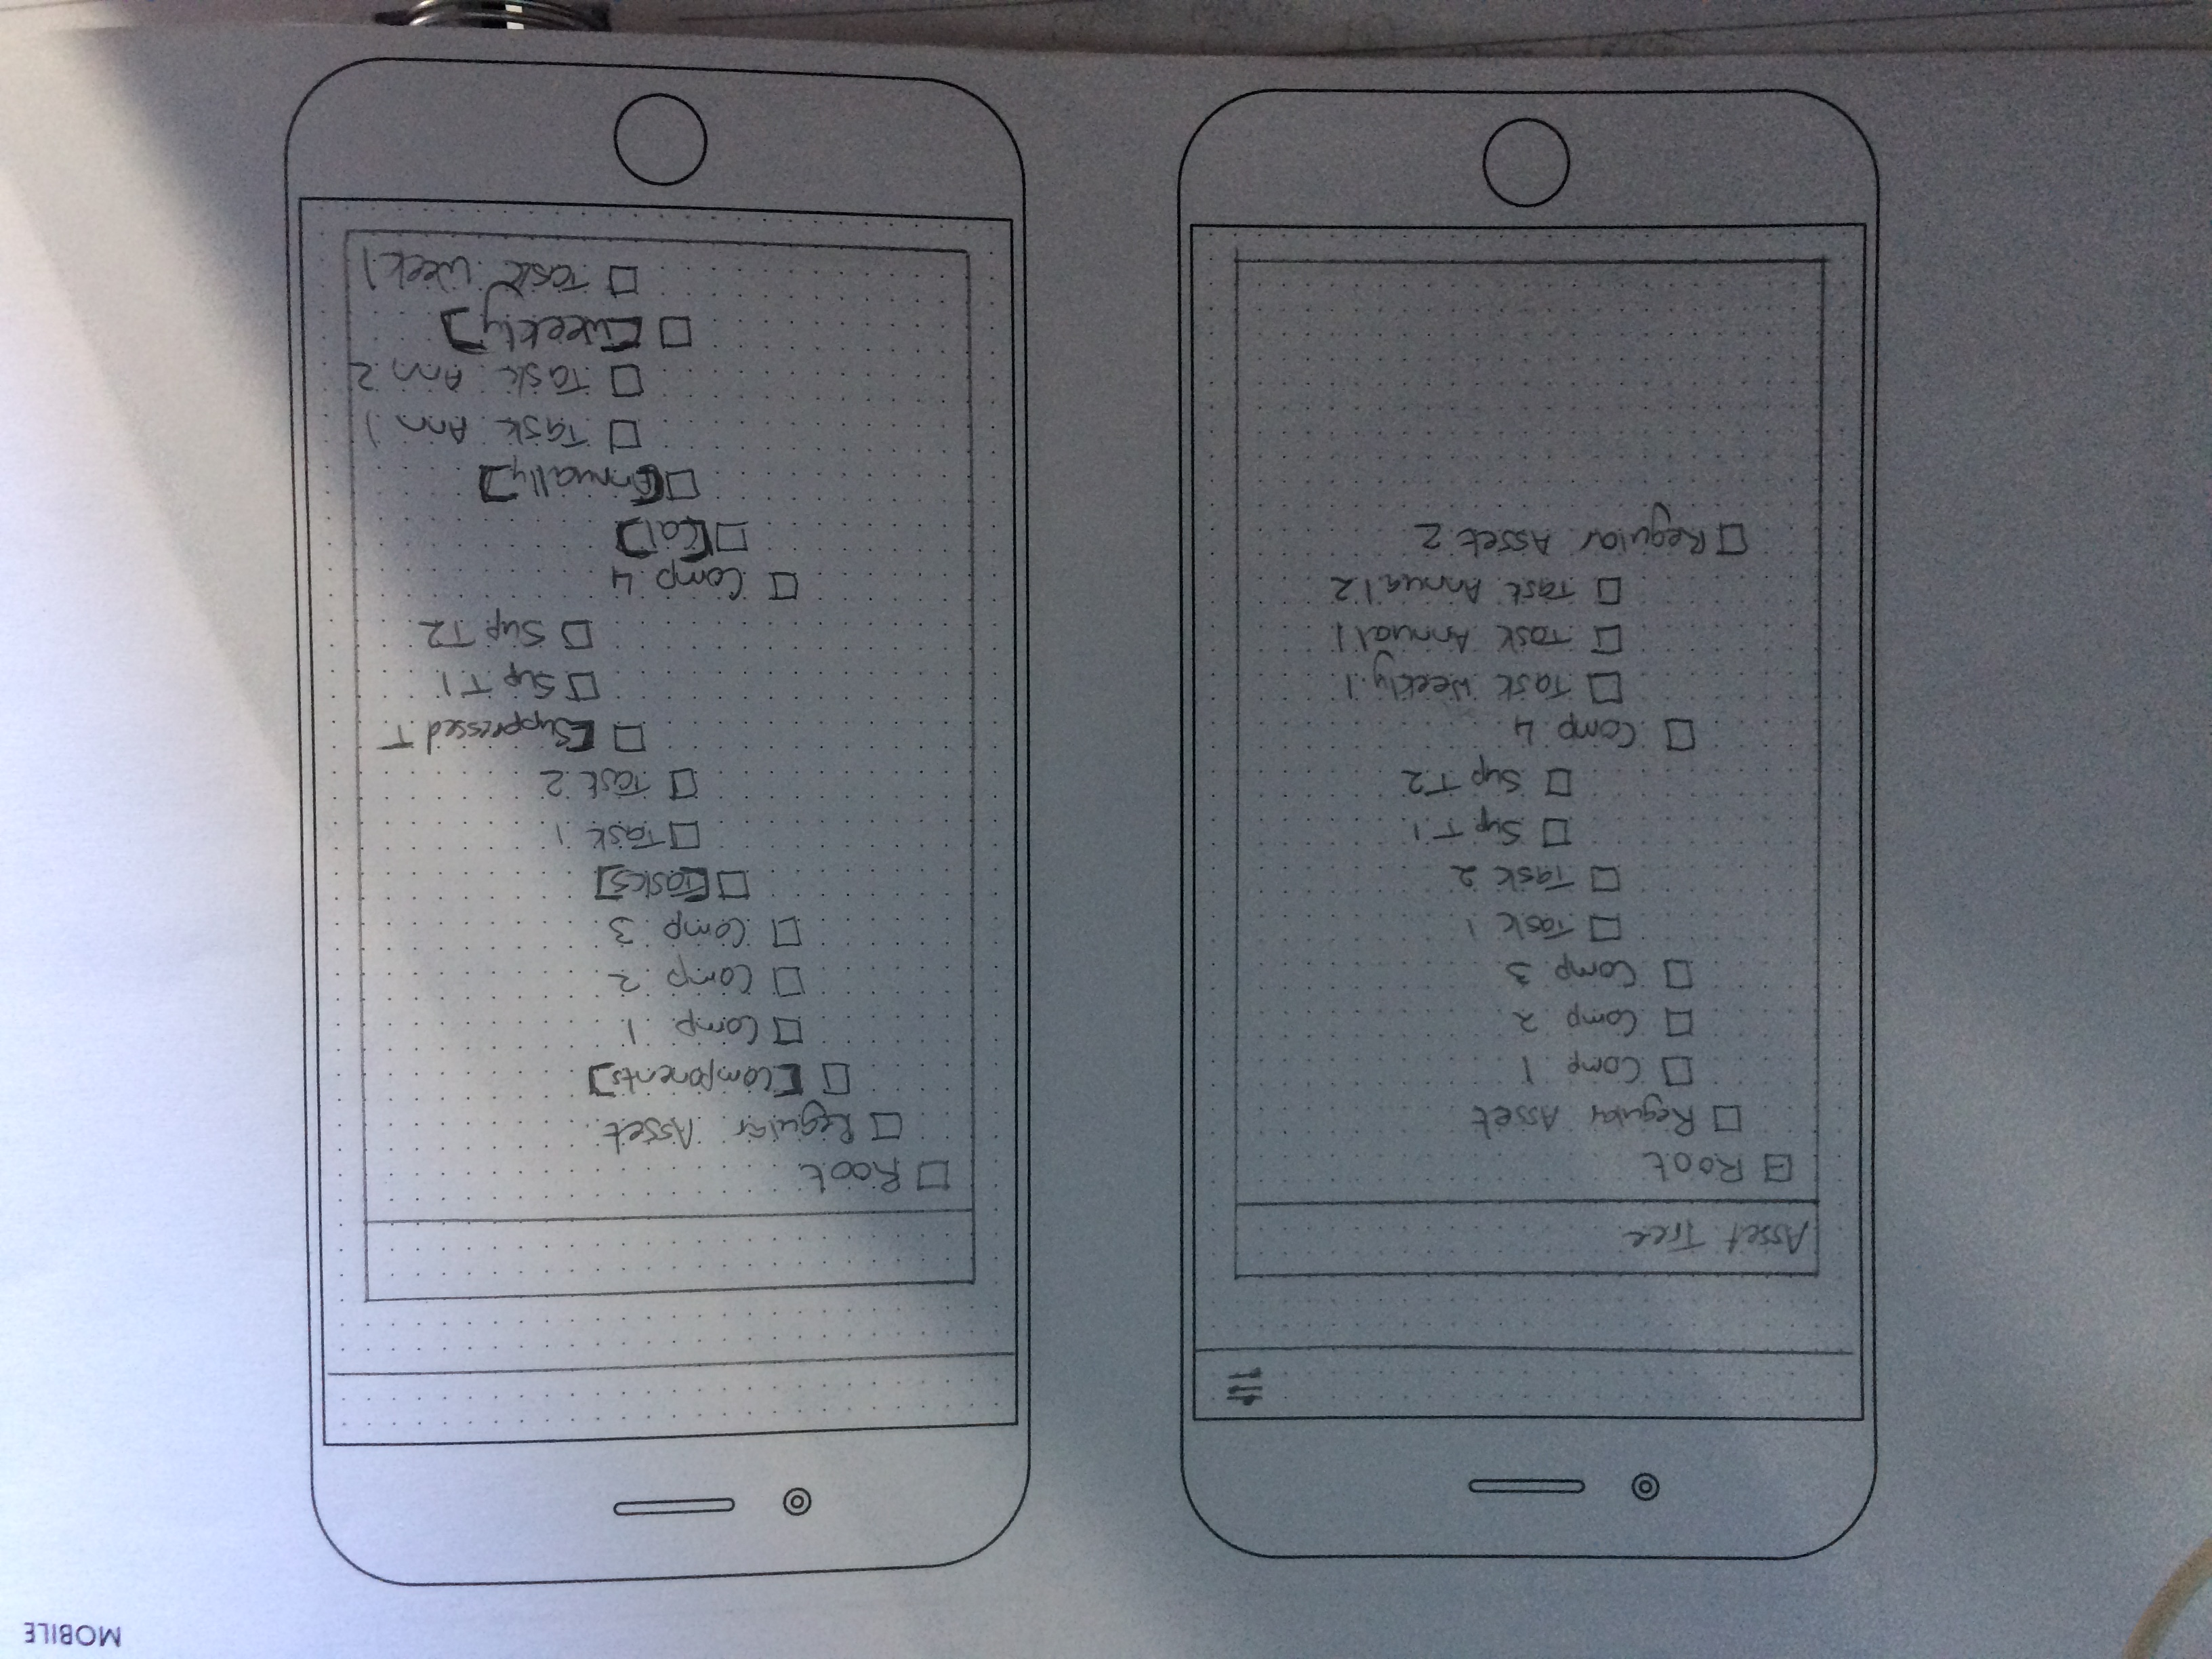 MOBILE
Asset Tree
Root
Regular Asset
Comp 1
Comp 2
Comp 3
Task 1
Task 2
Sup T 1
Sup T 2
Comp 4
Task Weekly 1
Task Annual 1
Task Annual 2
Regular Asset 2
Root
Regular Asset
[Components]
Comp 1
Comp 2
Comp 3
[Tasks]
Task 1
Task 2
[Suppressed T
Sup T 1
Sup T2
Comp 4
[Cal]
[Annually]
Task Ann 1
Task Ann 2
[Weekly]
Task Week 1